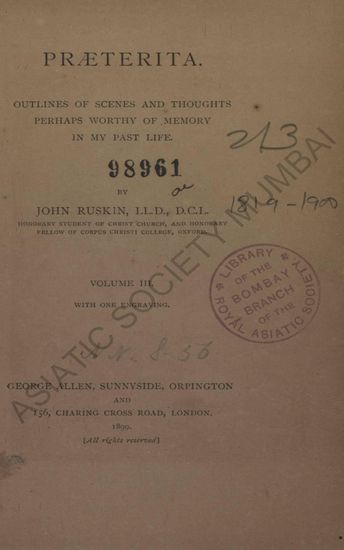 PRÆTERITA.
OUTLINES OF SCENES AND THOUGHTS
PERHAPS WORTHY OF MEMORY
IN MY PAST LIFE.
213
98961
BY
JOHN RUSKIN, LL.D., D.C.L.
1819-1900
HONORARY STUDENT OF CHRIST CHURCH, AND HONORARY
FELLOW OF CORPUS CHRISTI COLLEGE, OXFORD.
VOLUME III.
WITH ONE ENGRAVING.
LIBRARY
OF THE
BOMBAY
BRANCH
OF THE
ROYAL ASIATIC SOCIETY
GEORGE ALLEN, SUNNYSIDE, ORPINGTON
AND
156, CHARING CROSS ROAD, LONDON.
1899.
[All rights reserved]
ASIATIC SOCIETY MUMBAI